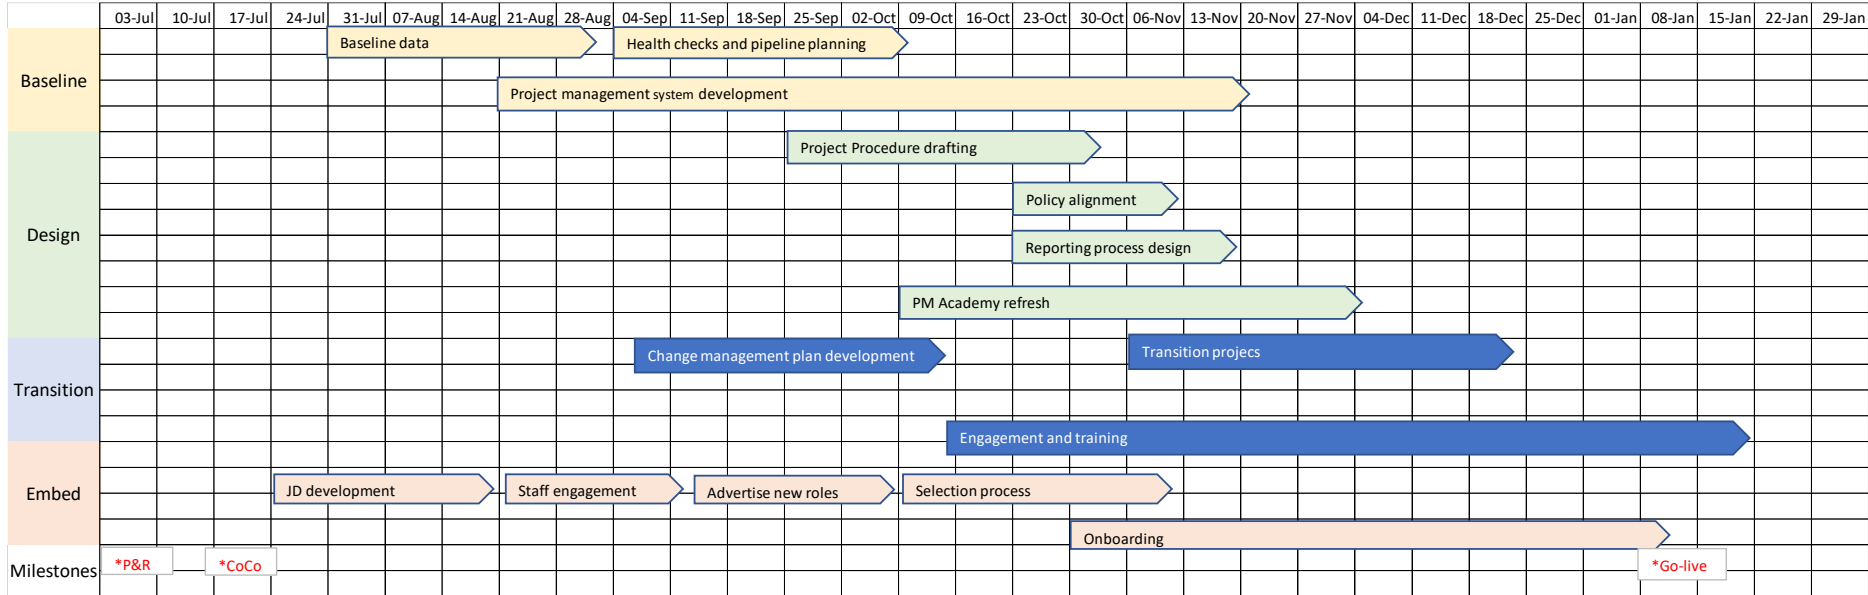 03-Jul 10-Jul 17-Jul 24-Jul 31-Jul 07-Aug 14-Aug 21-Aug 28-Aug 04-Sep 11-Sep 18-Sep 25-Sep 02-Oct 09-Oct 16-Oct 23-Oct 30-Oct 06-Nov 13-Nov 20-Nov 27-Nov 04-Dec 11-Dec 18-Dec 25-Dec 01-Jan 08-Jan 15-Jan 22-Jan 29-Jan
Baseline
Baseline data
Health checks and pipeline planning
Project management system development
Design
Project Procedure drafting
Policy alignment
Reporting process design
PM Academy refresh
Transition
Change management plan development
Transition projecs
Engagement and training
Embed
JD development
Staff engagement
Advertise new roles
Selection process
Onboarding
Milestones
*P&R
*CoCo
*Go-live